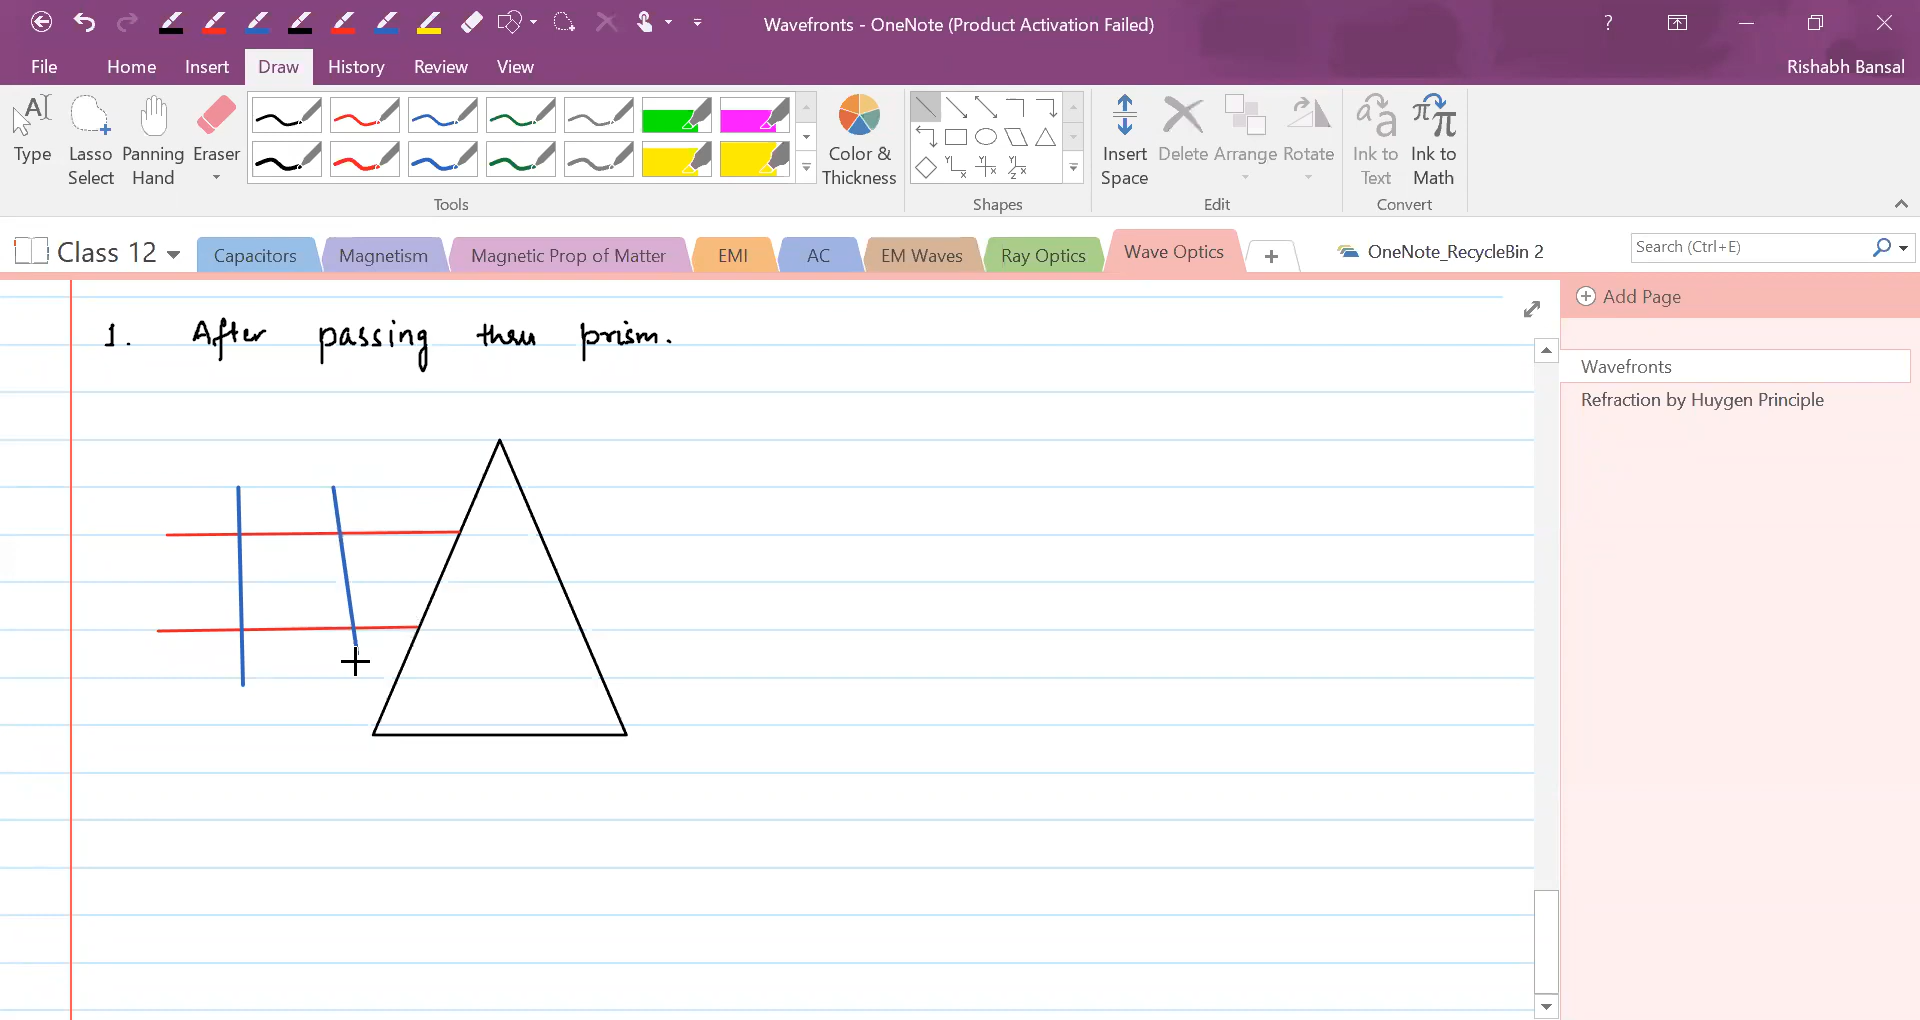 Wavefronts - OneNote (Product Activation Failed)
?
File Home Insert Draw History Review View
Rishabh Bansal
Type
Lasso Select
Panning Hand
Eraser
Color & Thickness
Insert Space
Delete
Arrange
Rotate
Ink to Text
Ink to Math
Tools
Shapes
Edit
Convert
Class 12
Capacitors
Magnetism
Magnetic Prop of Matter
EMI
AC
EM Waves
Ray Optics
Wave Optics
OneNote_RecycleBin 2
Search (Ctrl+E)
Add Page
Wavefronts
Refraction by Huygen Principle
1. After passing thru prism.